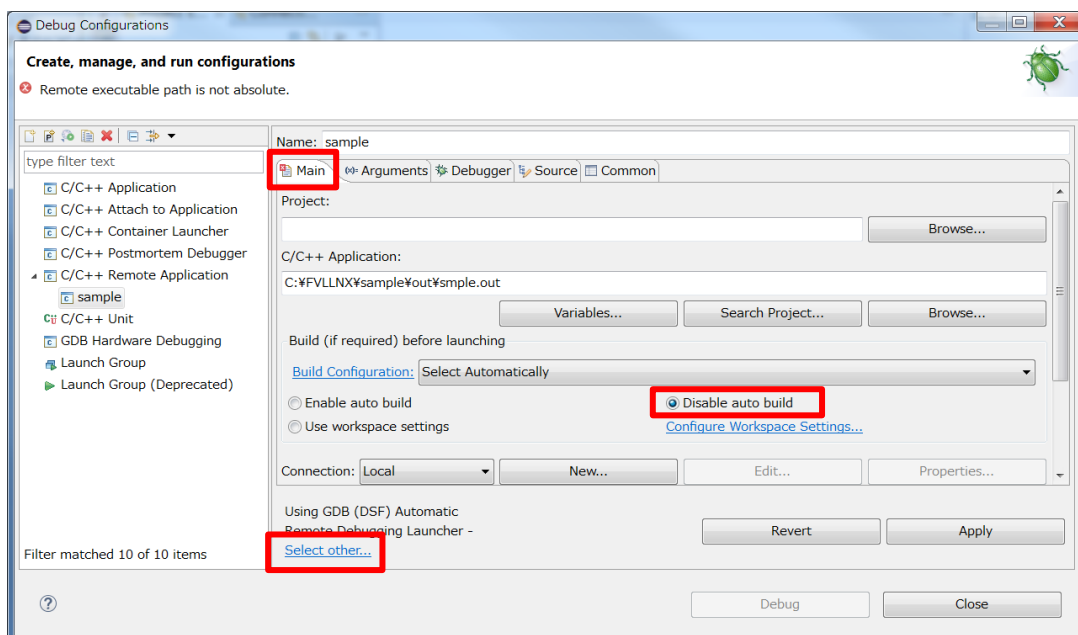 Debug Configurations
Create, manage, and run configurations
Remote executable path is not absolute.
type filter text
C/C++ Application
C/C++ Attach to Application
C/C++ Container Launcher
C/C++ Postmortem Debugger
C/C++ Remote Application
sample
C/C++ Unit
GDB Hardware Debugging
Launch Group
Launch Group (Deprecated)
Filter matched 10 of 10 items
Name: sample
Main Arguments Debugger Source Common
Project:
Browse...
C/C++ Application:
C:¥FVLLNX¥sample¥out¥smple.out
Variables... Search Project... Browse...
Build (if required) before launching
Build Configuration: Select Automatically
Enable auto build Disable auto build
Use workspace settings Configure Workspace Settings...
Connection: Local New... Edit... Properties...
Using GDB (DSF) Automatic
Remote Debugging Launcher -
Select other...
Revert Apply
Debug Close